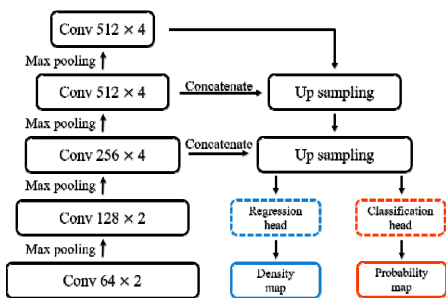 Conv 512 × 4
Max pooling
Conv 512 × 4
Concatenate
Up sampling
Max pooling
Conv 256 × 4
Concatenate
Up sampling
Max pooling
Conv 128 × 2
Regression
head
Classification
head
Max pooling
Conv 64 × 2
Density
map
Probability
map